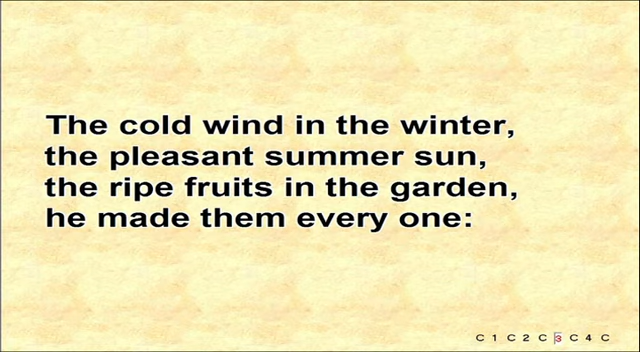 The cold wind in the winter,
the pleasant summer sun,
the ripe fruits in the garden,
he made them every one:
C 1 C 2 C 3 C 4 C